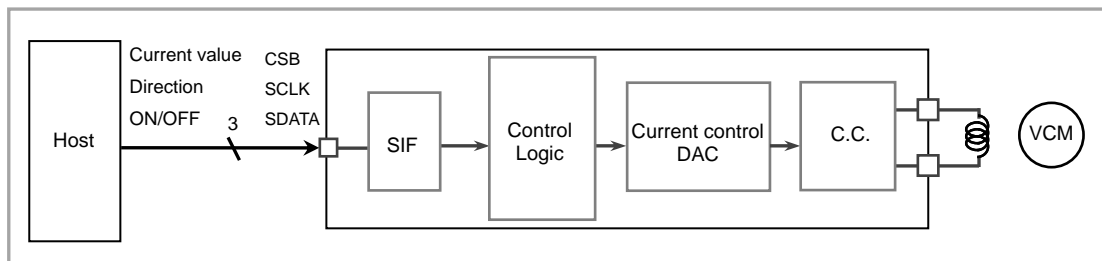 Host
Current value
Direction
ON/OFF
3
CSB
SCLK
SDATA
SIF
Control
Logic
Current control
DAC
C.C.
VCM